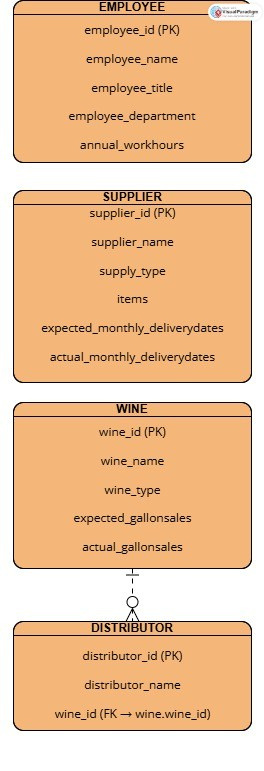 EMPLOYEE
VisualParadigm
employee_id (PK)
employee_name
employee_title
employee_department
annual_workhours
SUPPLIER
supplier_id (PK)
supplier_name
supply_type
items
expected_monthly_deliverydates
actual_monthly_deliverydates
WINE
wine_id (PK)
wine_name
wine_type
expected_gallonsales
actual_gallonsales
DISTRIBUTOR
distributor_id (PK)
distributor_name
wine_id (FK → wine.wine_id)